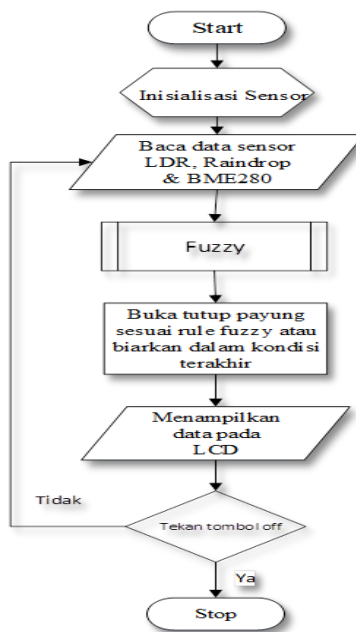 Start
Inisialisasi Sensor
Baca data sensor
LDR, Raindrop
& BME280
Fuzzy
Buka tutup payung
sesuai rule fuzzy atau
biarkan dalam kondisi
terakhir
Menampilkan
data pada
LCD
Tidak
Tekan tombol off
Ya
Stop